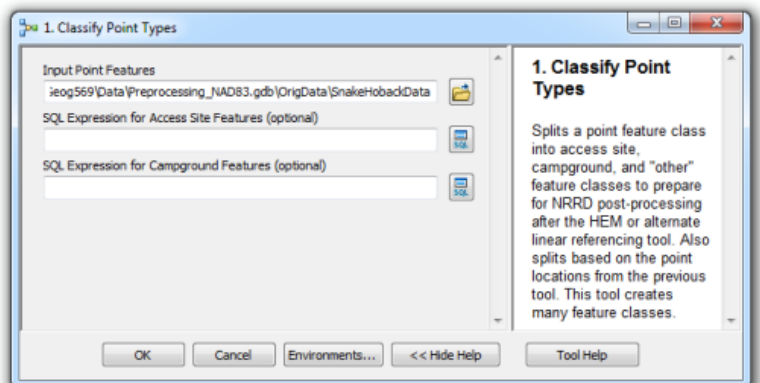 1. Classify Point Types
Input Point Features
Geog569\Data\Preprocessing_NAD83.gdb\OrigData\SnakeHobackData
SQL Expression for Access Site Features (optional)
SQL
SQL Expression for Campground Features (optional)
SQL
OK
Cancel
Environments...
<< Hide Help
Tool Help
1. Classify Point
Types
Splits a point feature class
into access site,
campground, and "other"
feature classes to prepare
for NRRD post-processing
after the HEM or alternate
linear referencing tool. Also
splits based on the point
locations from the previous
tool. This tool creates
many feature classes.